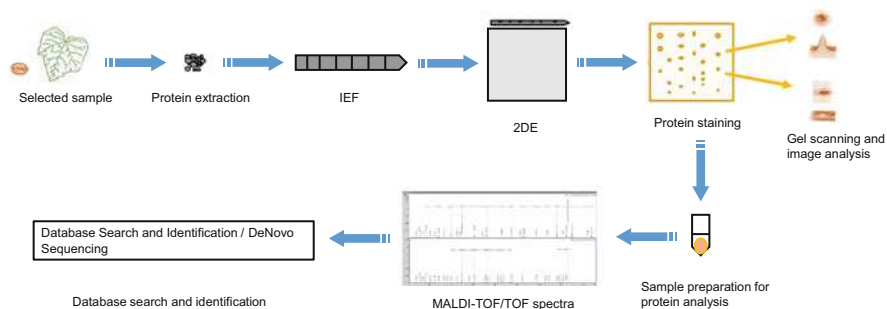 Selected sample
Protein extraction
IEF
2DE
Protein staining
Gel scanning and
image analysis
Database Search and Identification / DeNovo
Sequencing
Database search and identification
MALDI-TOF/TOF spectra
Sample preparation for
protein analysis